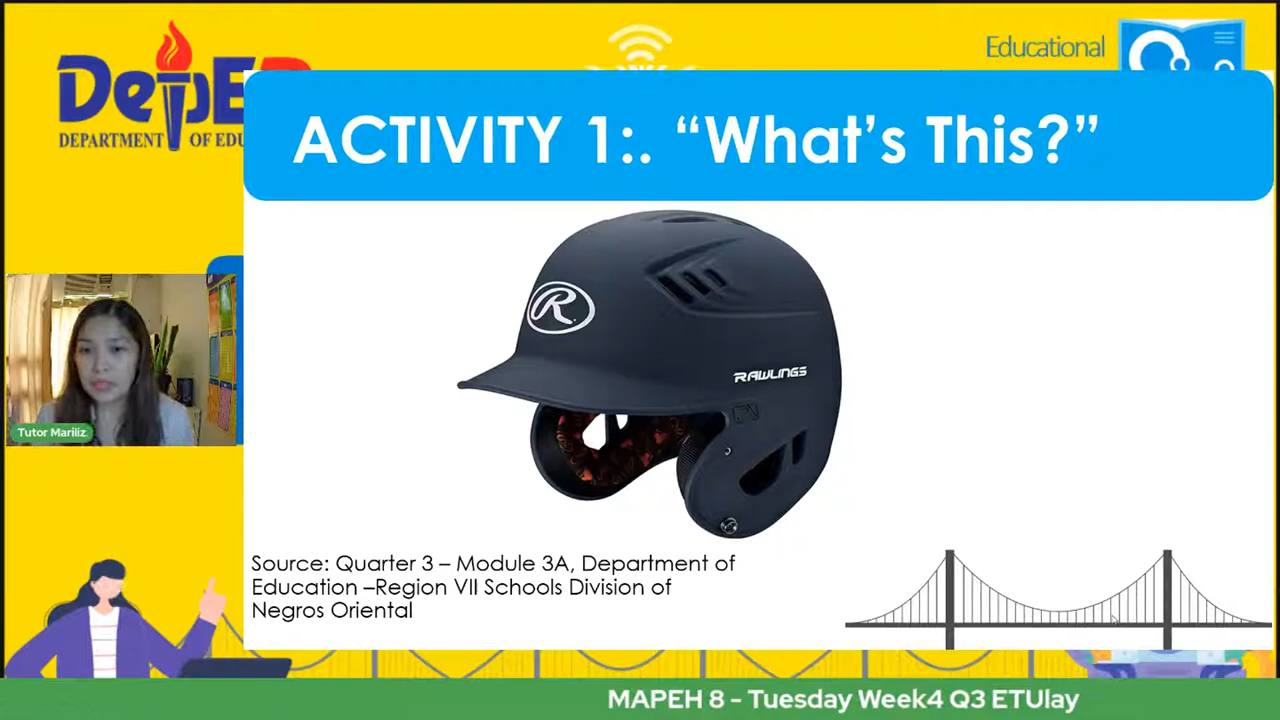 DepED
DEPARTMENT OF EDU
Educational
ACTIVITY 1:. “What’s This?”
R
RAWLINGS
Tutor Mariliz
Source: Quarter 3 – Module 3A, Department of
Education –Region VII Schools Division of
Negros Oriental
MAPEH 8 - Tuesday Week4 Q3 ETUlay